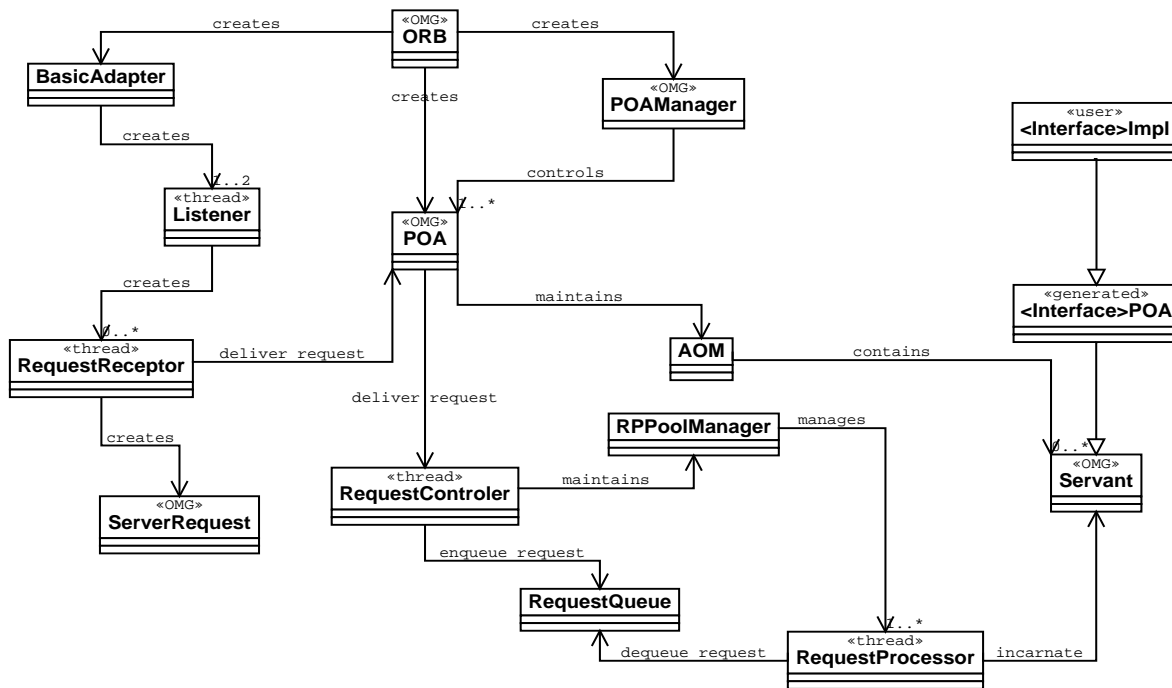 creates
«OMG»
ORB
creates
BasicAdapter
creates
«OMG»
POAManager
«user»
<Interface>Impl
creates
controls
1..2
«thread»
Listener
1..*
«OMG»
POA
creates
maintains
«generated»
<Interface>POA
0..*
«thread»
RequestReceptor
deliver request
AOM
contains
deliver request
RPPoolManager
manages
creates
0..*
«OMG»
Servant
«thread»
RequestControler
maintains
«OMG»
ServerRequest
enqueue request
RequestQueue
1..*
dequeue request
«thread»
RequestProcessor
incarnate